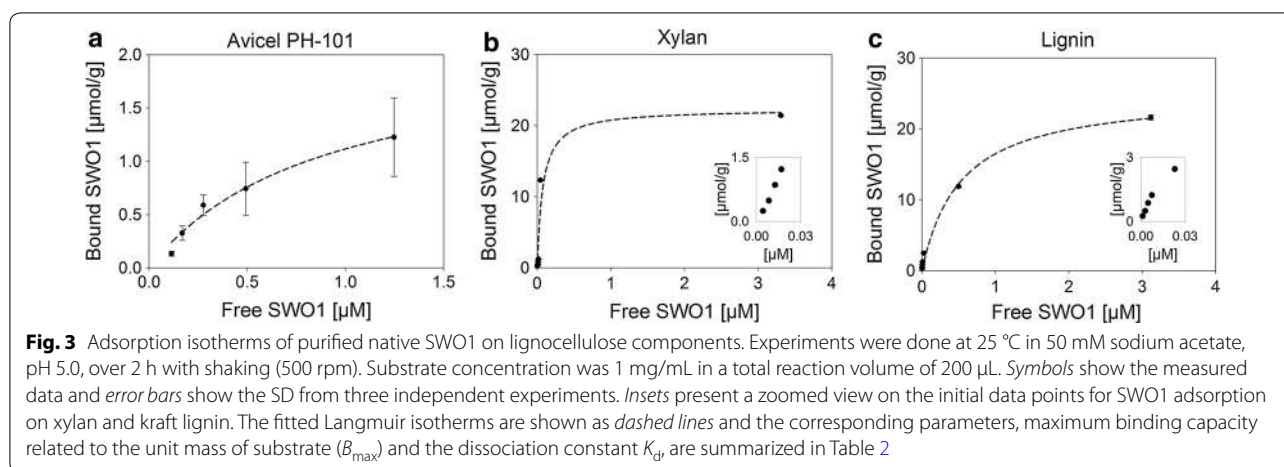 a Avicel PH-101
2.0
1.5
1.0
0.5
0.0
Bound SWO1 [µmol/g]
0.0 0.5 1.0 1.5
Free SWO1 [µM]
b Xylan
30
20
10
0
Bound SWO1 [µmol/g]
0 1 2 3 4
Free SWO1 [µM]
1.5
0.0
[µmol/g]
0.00 0.03
[µM]
c Lignin
30
20
10
0
Bound SWO1 [µmol/g]
0 1 2 3 4
Free SWO1 [µM]
3
0
[µmol/g]
0.00 0.03
[µM]
Fig. 3 Adsorption isotherms of purified native SWO1 on lignocellulose components. Experiments were done at 25 °C in 50 mM sodium acetate,
pH 5.0, over 2 h with shaking (500 rpm). Substrate concentration was 1 mg/mL in a total reaction volume of 200 µL. Symbols show the measured
data and error bars show the SD from three independent experiments. Insets present a zoomed view on the initial data points for SWO1 adsorption
on xylan and kraft lignin. The fitted Langmuir isotherms are shown as dashed lines and the corresponding parameters, maximum binding capacity
related to the unit mass of substrate (Bmax) and the dissociation constant Kd, are summarized in Table 2